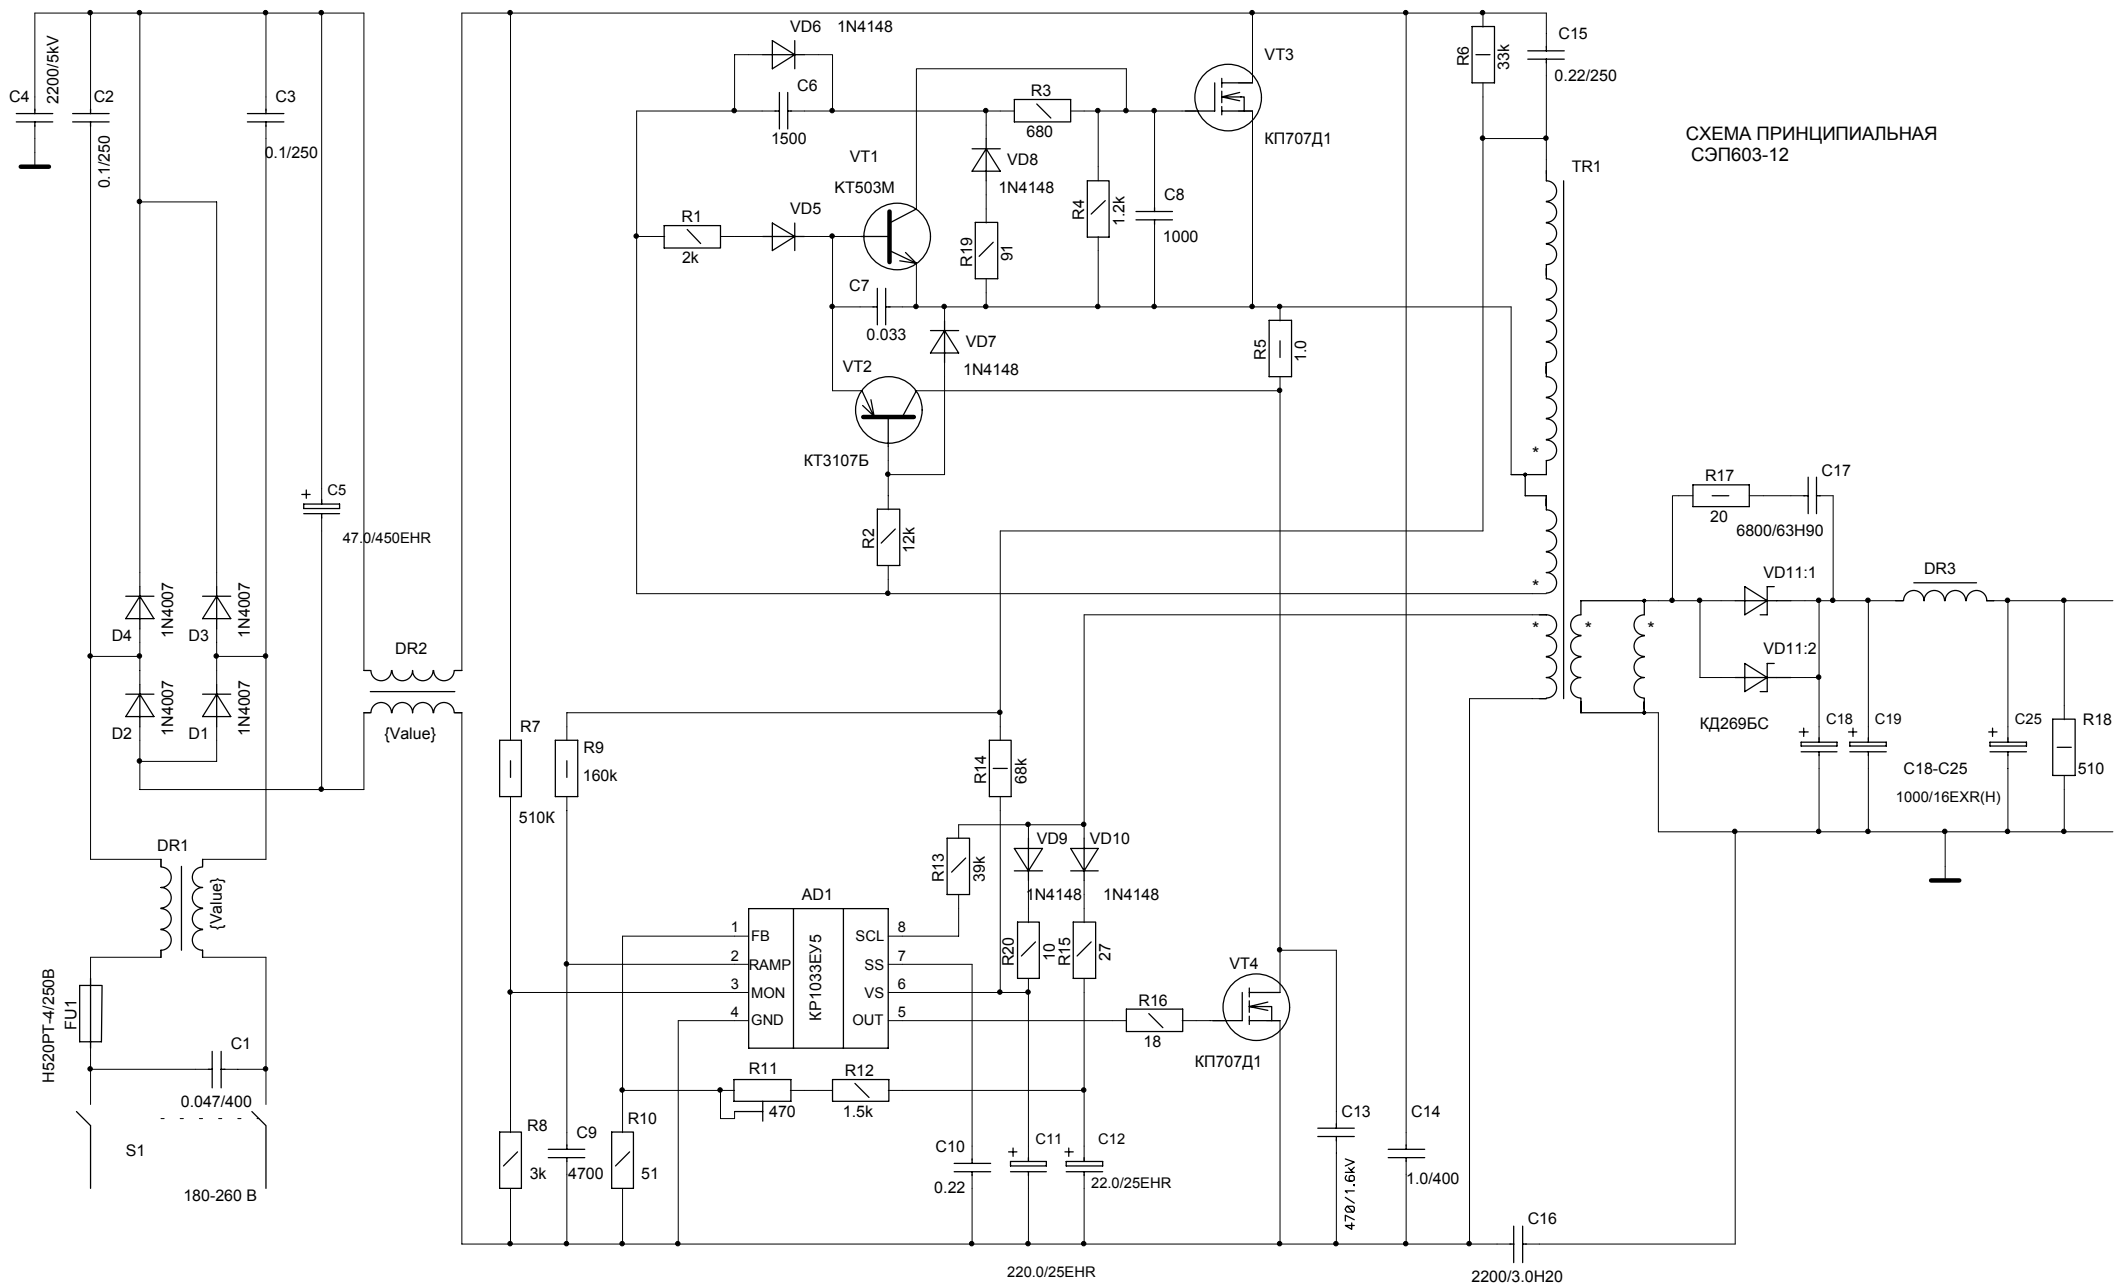 СХЕМА ПРИНЦИПИАЛЬНАЯ
СЭП603-12
C4
2200/5kV
C2
0.1/250
C3
0.1/250
VD6 1N4148
C6
1500
VT1
KT503M
VD5
R1
2k
R3
680
VD8
1N4148
R19
91
R4
1.2k
C8
1000
VT3
КП707Д1
R6
33k
C15
0.22/250
TR1
C7
0.033
VD7
1N4148
VT2
КТ3107Б
R2
12k
R5
1.0
+
C5
47.0/450EHR
D4
1N4007
D3
1N4007
D2
1N4007
D1
1N4007
DR2
{Value}
*
*
*
*
*
R17
20
C17
6800/63H90
VD11:1
VD11:2
КД269БС
DR3
+
C18
+
C19
+
C25
C18-C25
1000/16EXR(H)
R18
510
R7
510K
R9
160k
R14
68k
R13
39k
VD9
1N4148
VD10
1N4148
R20
10
R15
27
AD1
КР1033ЕУ5
1 FB
2 RAMP
3 MON
4 GND
SCL 8
SS 7
VS 6
OUT 5
R16
18
VT4
КП707Д1
R11
470
R12
1.5k
R8
3k
C9
4700
R10
51
C10
0.22
+
C11
220.0/25EHR
+
C12
22.0/25EHR
C13
470/1.6kV
C14
1.0/400
C16
2200/3.0H20
DR1
{Value}
FU1
H520PT-4/250B
C1
0.047/400
S1
180-260 B